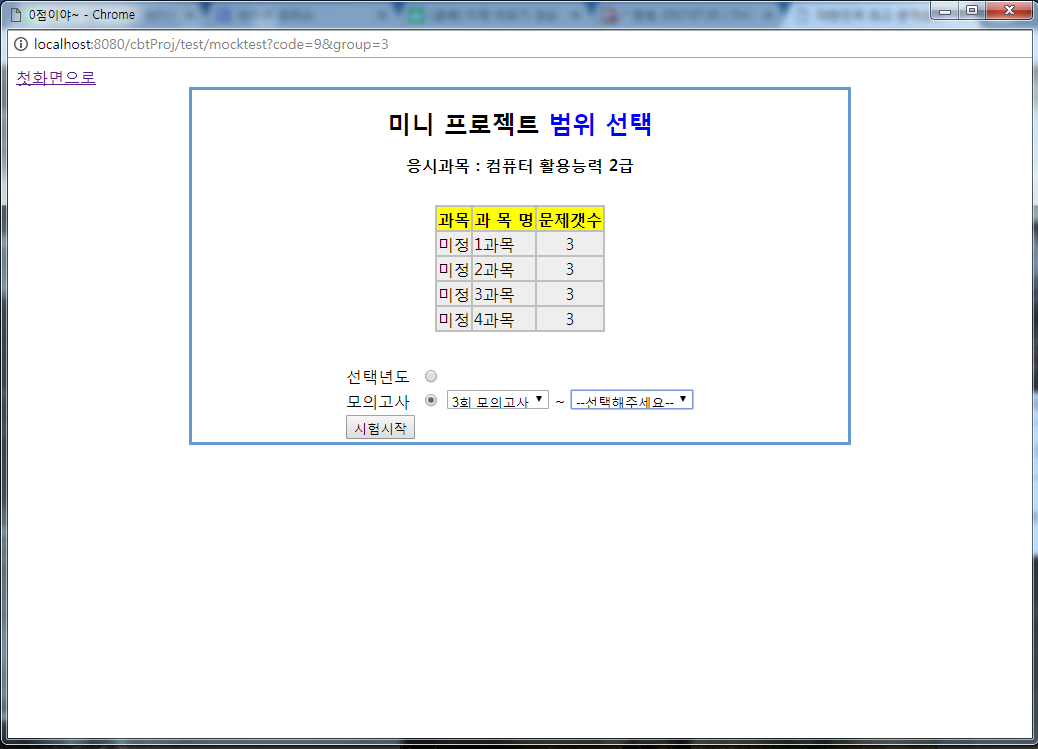 0점이야~ - Chrome
localhost:8080/cbtProj/test/mocktest?code=9&group=3
첫화면으로
미니 프로젝트 범위 선택
응시과목 : 컴퓨터 활용능력 2급
과목 과 목 명 문제갯수
미정 1과목 3
미정 2과목 3
미정 3과목 3
미정 4과목 3
선택년도
모의고사 3회 모의고사 ~ --선택해주세요--
시험시작